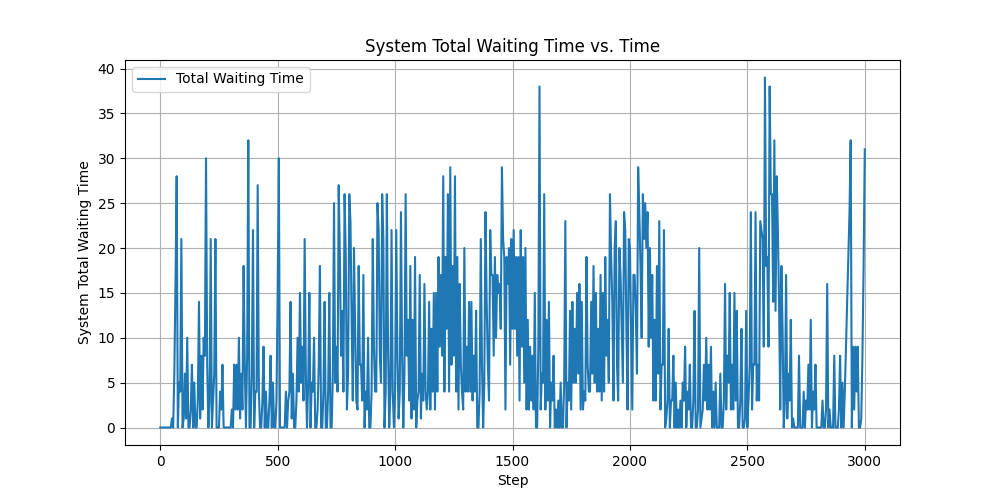 System Total Waiting Time vs. Time
Total Waiting Time
System Total Waiting Time
40
35
30
25
20
15
10
5
0
0 500 1000 1500 2000 2500 3000
Step